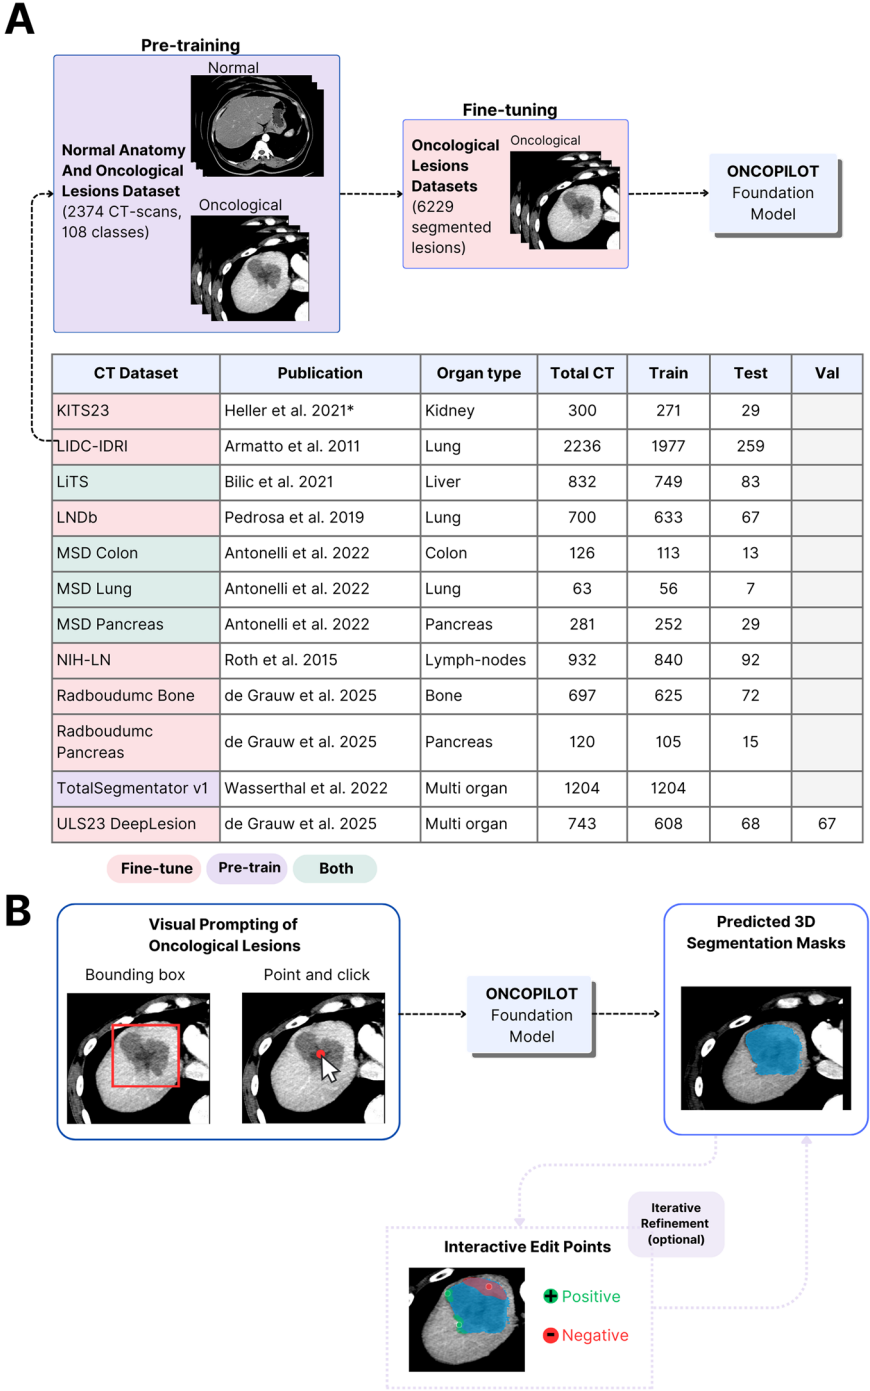 A
Pre-training
Normal
Normal Anatomy
And Oncological
Lesions Dataset
(2374 CT-scans,
108 classes)
Oncological
Fine-tuning
Oncological
Lesions
Datasets
(6229
segmented
lesions)
Oncological
ONCOPILOT
Foundation
Model
CT Dataset Publication Organ type Total CT Train Test Val
KITS23 Heller et al. 2021* Kidney 300 271 29
LIDC-IDRI Armatto et al. 2011 Lung 2236 1977 259
LiTS Bilic et al. 2021 Liver 832 749 83
LNDb Pedrosa et al. 2019 Lung 700 633 67
MSD Colon Antonelli et al. 2022 Colon 126 113 13
MSD Lung Antonelli et al. 2022 Lung 63 56 7
MSD Pancreas Antonelli et al. 2022 Pancreas 281 252 29
NIH-LN Roth et al. 2015 Lymph-nodes 932 840 92
Radboudumc Bone de Grauw et al. 2025 Bone 697 625 72
Radboudumc
Pancreas de Grauw et al. 2025 Pancreas 120 105 15
TotalSegmentator v1 Wasserthal et al. 2022 Multi organ 1204 1204
ULS23 DeepLesion de Grauw et al. 2025 Multi organ 743 608 68 67
Fine-tune Pre-train Both
B
Visual Prompting of
Oncological Lesions
Bounding box
Point and click
ONCOPILOT
Foundation
Model
Predicted 3D
Segmentation Masks
Iterative
Refinement
(optional)
Interactive Edit Points
+ Positive
- Negative